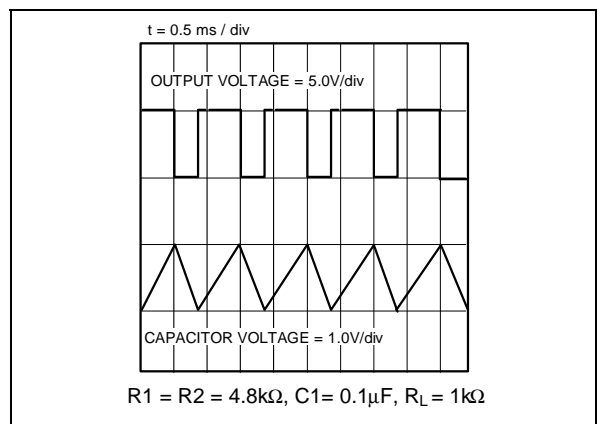 t = 0.5 ms / div
OUTPUT VOLTAGE = 5.0V/div
CAPACITOR VOLTAGE = 1.0V/div
R1 = R2 = 4.8kΩ, C1= 0.1µF, RL = 1kΩ